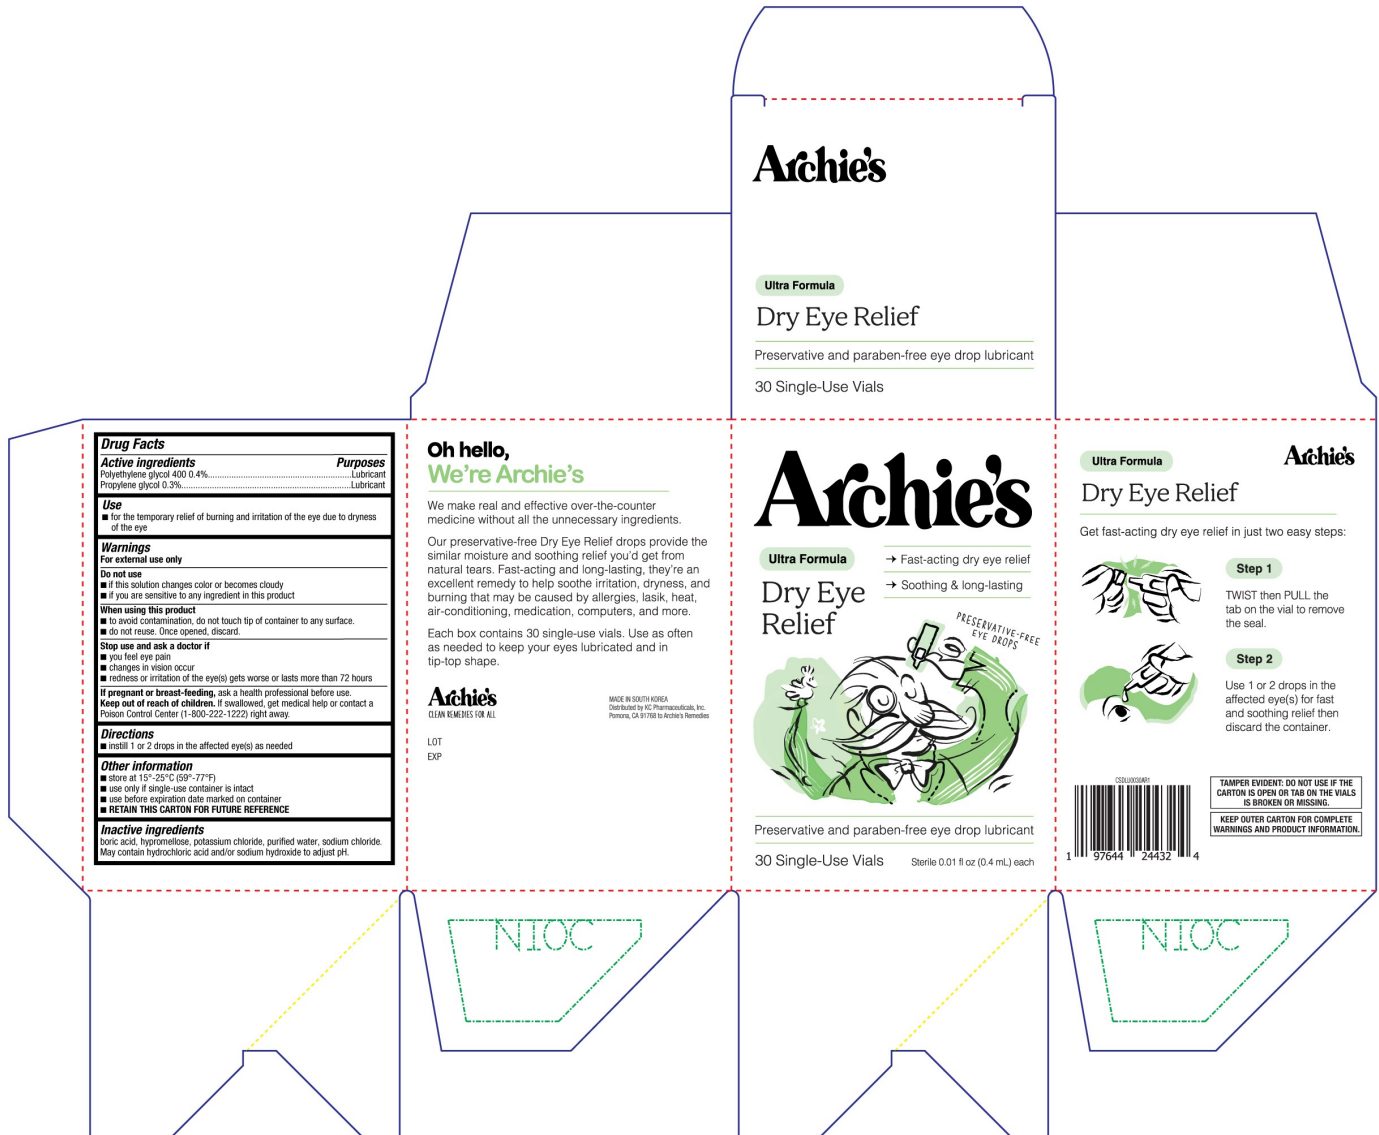 Archie's
Ultra Formula
Dry Eye Relief
Preservative and paraben-free eye drop lubricant
30 Single-Use Vials
Drug Facts
Active ingredients Purposes
Polyethylene glycol 400 0.4%..........Lubricant
Propylene glycol 0.3%..........Lubricant
Use
■ for the temporary relief of burning and irritation of the eye due to dryness
of the eye
Warnings
For external use only
Do not use
■ if this solution changes color or becomes cloudy
■ if you are sensitive to any ingredient in this product
When using this product
■ to avoid contamination, do not touch tip of container to any surface.
■ do not reuse. Once opened, discard.
Stop use and ask a doctor if
■ you feel eye pain
■ changes in vision occur
■ redness or irritation of the eye(s) gets worse or lasts more than 72 hours
If pregnant or breast-feeding, ask a health professional before use.
Keep out of reach of children. If swallowed, get medical help or contact a
Poison Control Center (1-800-222-1222) right away.
Directions
■ instill 1 or 2 drops in the affected eye(s) as needed
Other information
■ store at 15°-25°C (59°-77°F)
■ use only if single-use container is intact
■ use before expiration date marked on container
■ RETAIN THIS CARTON FOR FUTURE REFERENCE
Inactive ingredients
boric acid, hypromellose, potassium chloride, purified water, sodium chloride.
May contain hydrochloric acid and/or sodium hydroxide to adjust pH.
Oh hello,
We're Archie's
We make real and effective over-the-counter
medicine without all the unnecessary ingredients.
Our preservative-free Dry Eye Relief drops provide the
similar moisture and soothing relief you'd get from
natural tears. Fast-acting and long-lasting, they're an
excellent remedy to help soothe irritation, dryness, and
burning that may be caused by allergies, lasik, heat,
air-conditioning, medication, computers, and more.
Each box contains 30 single-use vials. Use as often
as needed to keep your eyes lubricated and in
tip-top shape.
Archie's
CLEAN REMEDIES FOR ALL
MADE IN SOUTH KOREA
Distributed by KC Pharmaceuticals, Inc.
Pomona, CA 91768 to Archie's Remedies
LOT
EXP
Archie's
Ultra Formula
→ Fast-acting dry eye relief
→ Soothing & long-lasting
Dry Eye
Relief
PRESERVATIVE-FREE
EYE DROPS
Preservative and paraben-free eye drop lubricant
30 Single-Use Vials Sterile 0.01 fl oz (0.4 mL) each
Ultra Formula
Archie's
Dry Eye Relief
Get fast-acting dry eye relief in just two easy steps:
Step 1
TWIST then PULL the
tab on the vial to remove
the seal.
Step 2
Use 1 or 2 drops in the
affected eye(s) for fast
and soothing relief then
discard the container.
CSDLU0030AR1
1 97644 24432 4
TAMPER EVIDENT: DO NOT USE IF THE
CARTON IS OPEN OR TAB ON THE VIALS
IS BROKEN OR MISSING.
KEEP OUTER CARTON FOR COMPLETE
WARNINGS AND PRODUCT INFORMATION.
NIOC
NIOC